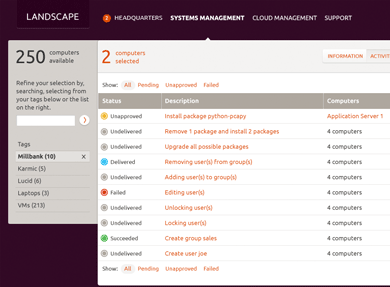 LANDSCAPE
2 HEADQUARTERS SYSTEMS MANAGEMENT CLOUD MANAGEMENT SUPPORT
250 computers available
2 computers selected
INFORMATION ACTIVIT
Refine your selection by,
searching, selecting from
your tags below or the list
on the right.
Tags
Millbank (10) ×
Karmic (5)
Lucid (6)
Laptops (3)
VMs (213)
Show: All Pending Unapproved Failed
Status Description Computers
Unapproved Install package python-pcapy Application Server 1
Undelivered Remove 1 package and install 2 packages 4 computers
Undelivered Upgrade all possible packages 4 computers
Delivered Removing user(s) from group(s) 4 computers
Undelivered Adding user(s) to group(s) 4 computers
Failed Editing user(s) 4 computers
Undelivered Unlocking user(s) 4 computers
Undelivered Locking user(s) 4 computers
Succeeded Create group sales 4 computers
Undelivered Create user joe 4 computers
Show: All Pending Unapproved Failed